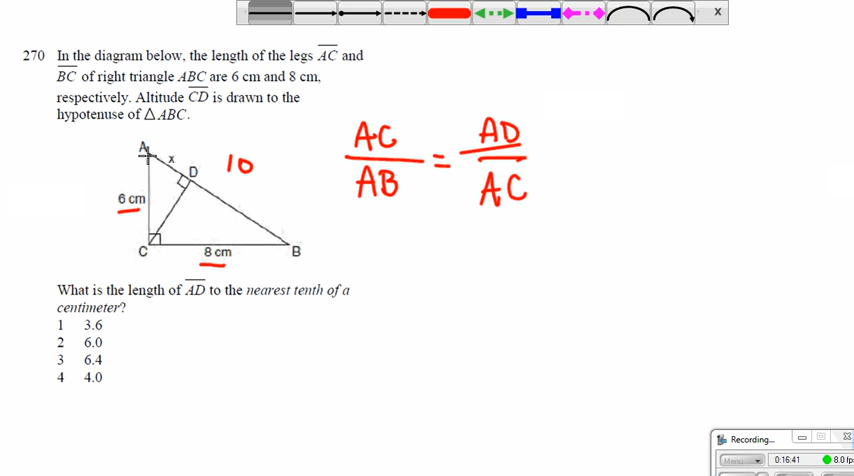 x
270 In the diagram below, the length of the legs AC and
BC of right triangle ABC are 6 cm and 8 cm,
respectively. Altitude CD is drawn to the
hypotenuse of △ABC.
AC
AB
=
AD
AC
A
x
D
10
6 cm
C
8 cm
B
What is the length of AD to the nearest tenth of a
centimeter?
1 3.6
2 6.0
3 6.4
4 4.0
Recording...
Menu
0:16:41
8.0 fp